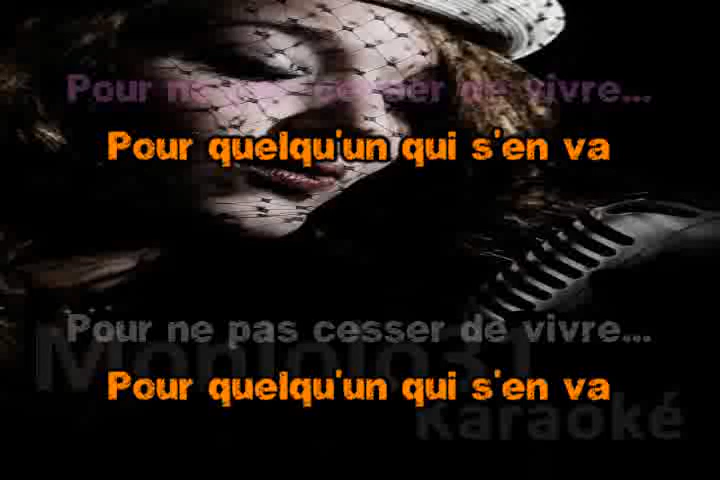 Pour ne pas cesser de vivre...
Pour quelqu'un qui s'en va
Pour ne pas cesser de vivre...
Monlolo31
Pour quelqu'un qui s'en va
Karaoké